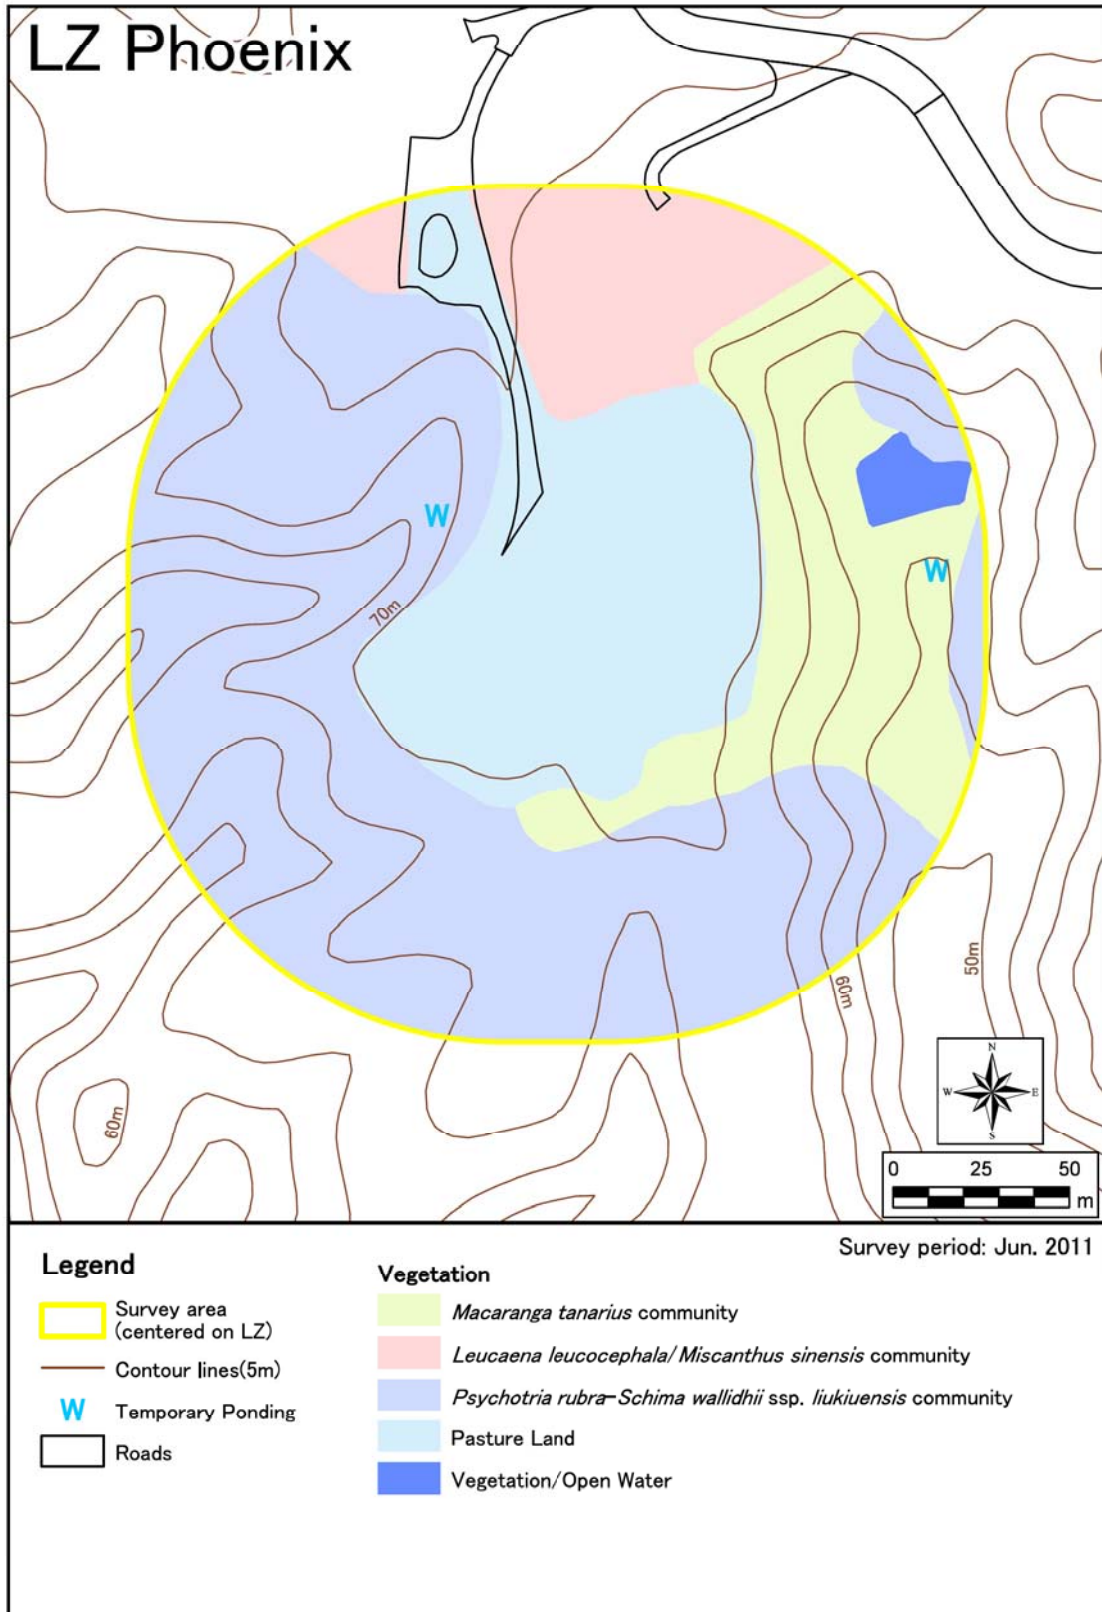 LZ Phoenix
W
W
70m
50m
60m
60m
N
W E
S
0 25 50
m
Survey period: Jun. 2011
Legend
Survey area
(centered on LZ)
Contour lines(5m)
W Temporary Ponding
Roads
Vegetation
Macaranga tanarius community
Leucaena leucocephala/Miscanthus sinensis community
Psychotria rubra-Schima wallidhii ssp. liukiuensis community
Pasture Land
Vegetation/Open Water